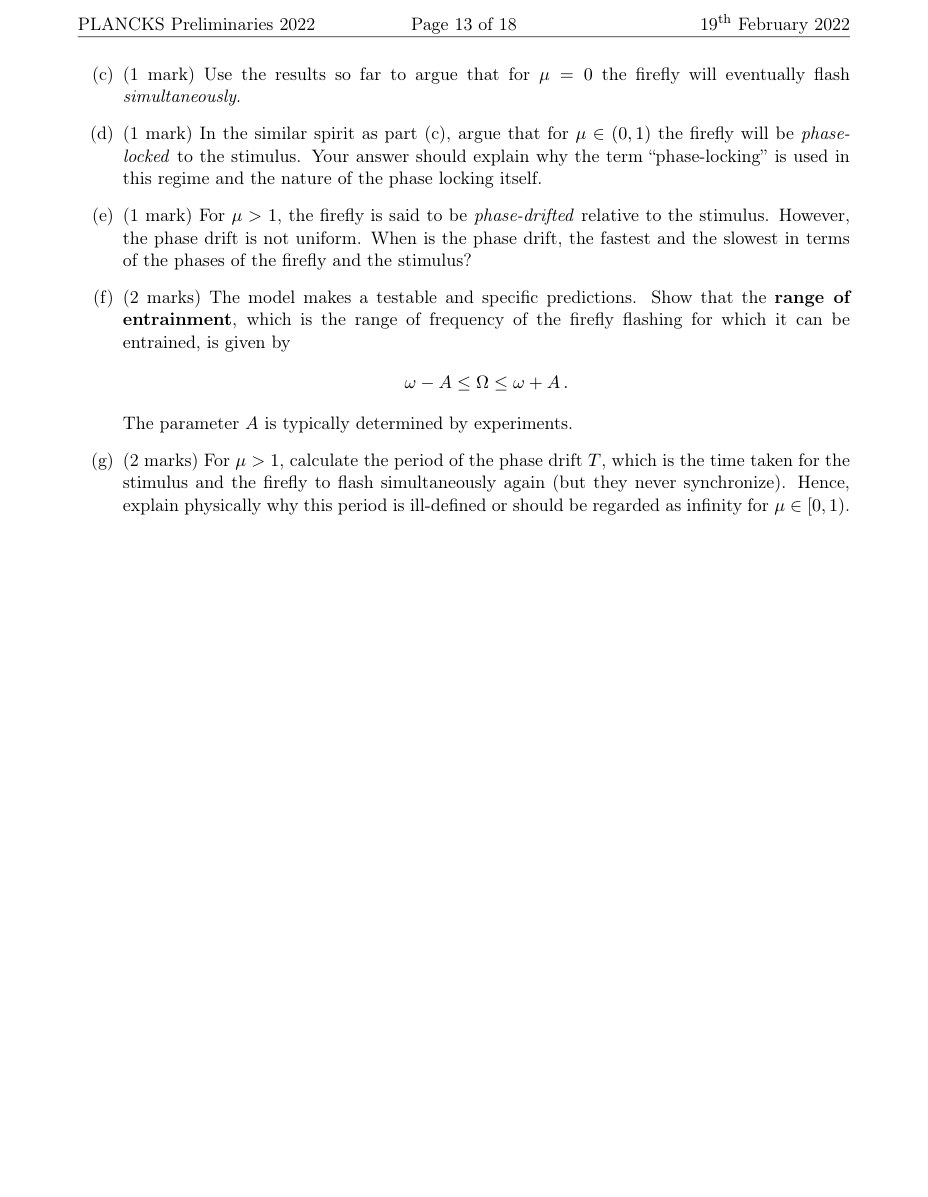 PLANCKS Preliminaries 2022 Page 13 of 18 19th February 2022
(c) (1 mark) Use the results so far to argue that for μ = 0 the firefly will eventually flash
simultaneously.
(d) (1 mark) In the similar spirit as part (c), argue that for μ ∈ (0, 1) the firefly will be phase-
locked to the stimulus. Your answer should explain why the term “phase-locking” is used in
this regime and the nature of the phase locking itself.
(e) (1 mark) For μ > 1, the firefly is said to be phase-drifted relative to the stimulus. However,
the phase drift is not uniform. When is the phase drift, the fastest and the slowest in terms
of the phases of the firefly and the stimulus?
(f) (2 marks) The model makes a testable and specific predictions. Show that the range of
entrainment, which is the range of frequency of the firefly flashing for which it can be
entrained, is given by
ω − A ≤ Ω ≤ ω + A .
The parameter A is typically determined by experiments.
(g) (2 marks) For μ > 1, calculate the period of the phase drift T, which is the time taken for the
stimulus and the firefly to flash simultaneously again (but they never synchronize). Hence,
explain physically why this period is ill-defined or should be regarded as infinity for μ ∈ [0, 1).